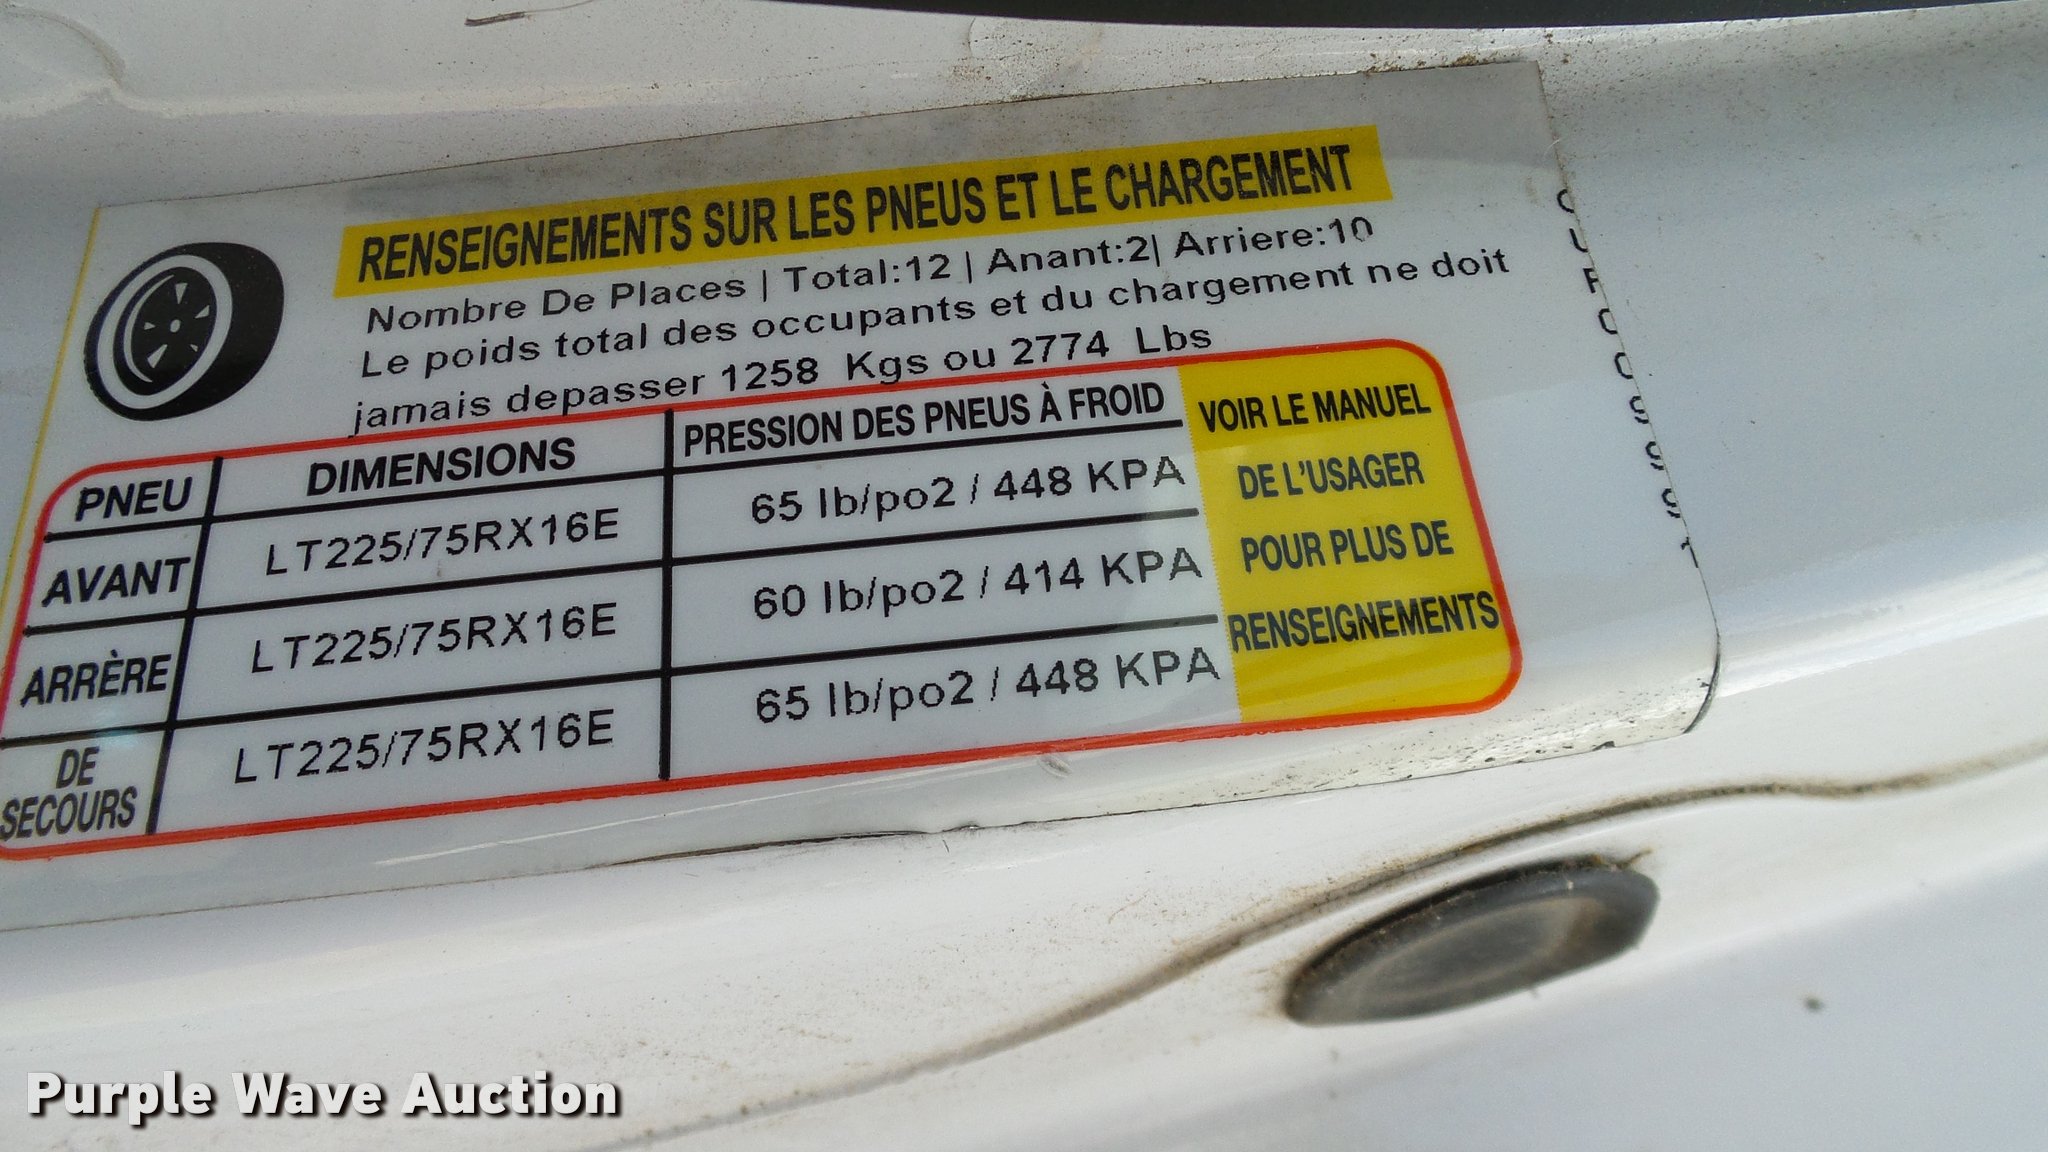 RENSEIGNEMENTS SUR LES PNEUS ET LE CHARGEMENT
Nombre De Places | Total:12 | Anant:2| Arriere:10
Le poids total des occupants et du chargement ne doit
jamais depasser 1258 Kgs ou 2774 Lbs
PNEU DIMENSIONS PRESSION DES PNEUS À FROID
AVANT LT225/75RX16E 65 lb/po2 / 448 KPA
ARRÈRE LT225/75RX16E 60 lb/po2 / 414 KPA
DE
SECOURS LT225/75RX16E 65 lb/po2 / 448 KPA
VOIR LE MANUEL
DE L'USAGER
POUR PLUS DE
RENSEIGNEMENTS
Purple Wave Auction